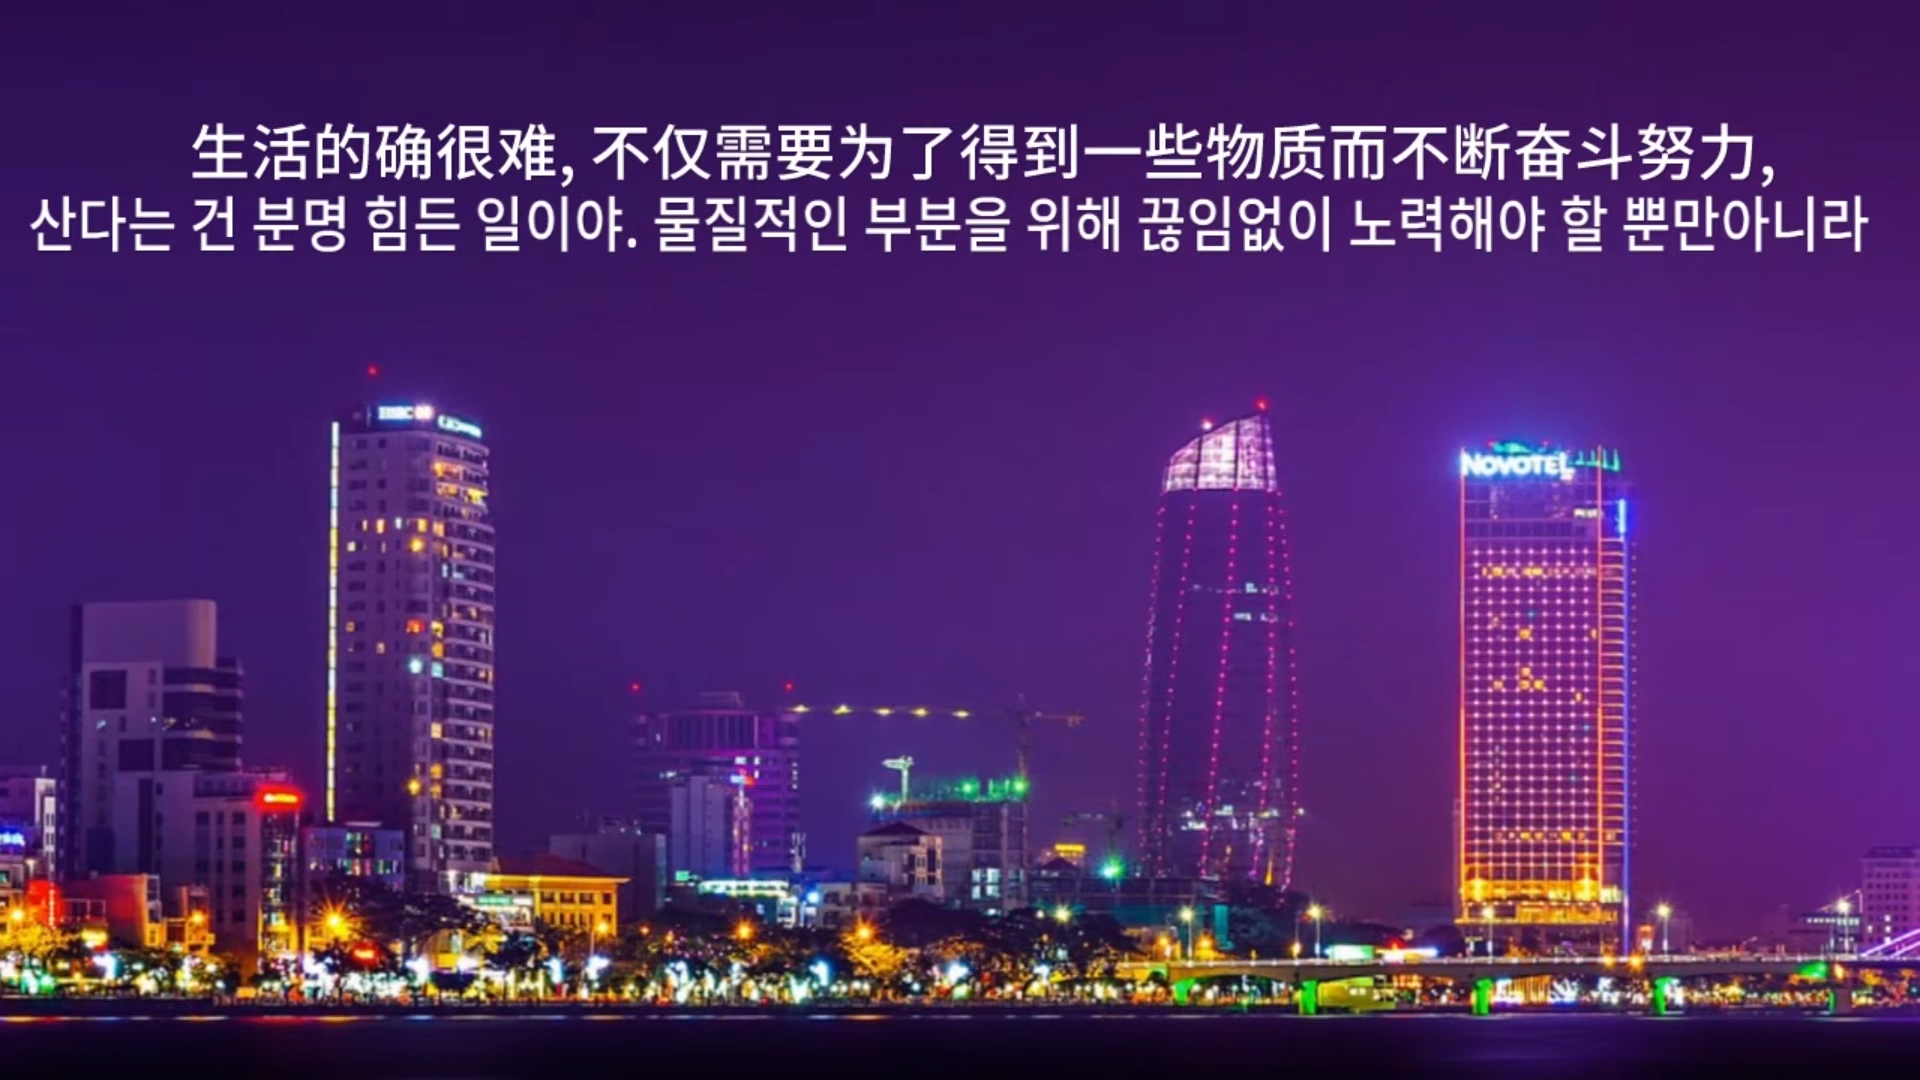 生活的确很难, 不仅需要为了得到一些物质而不断奋斗努力,
산다는 건 분명 힘든 일이야. 물질적인 부분을 위해 끊임없이 노력해야 할 뿐만아니라
HSBC
NOVOTEL